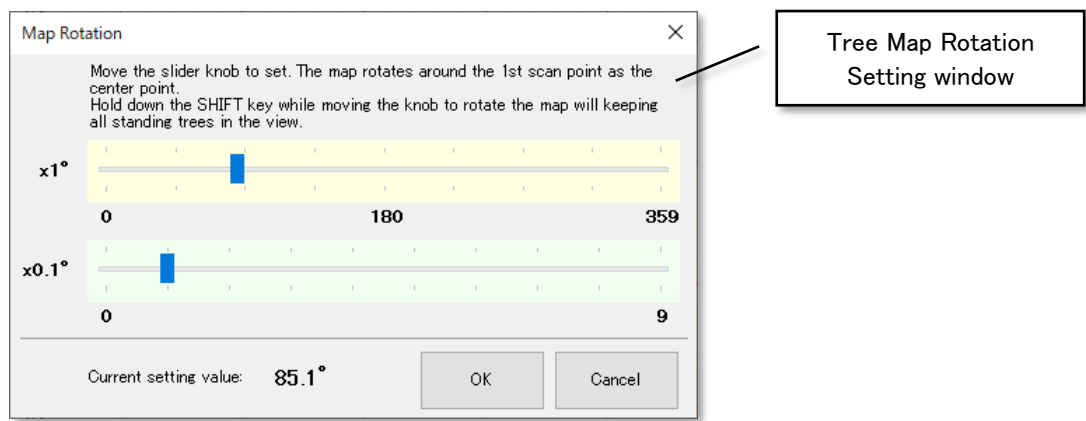 Map Rotation
Move the slider knob to set. The map rotates around the 1st scan point as the
center point.
Hold down the SHIFT key while moving the knob to rotate the map will keeping
all standing trees in the view.
x1°
0 180 359
x0.1°
0 9
Current setting value: 85.1° OK Cancel
Tree Map Rotation
Setting window